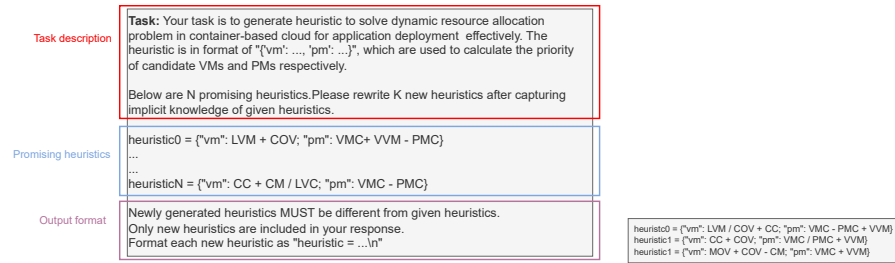 Task description
Task: Your task is to generate heuristic to solve dynamic resource allocation
problem in container-based cloud for application deployment effectively. The
heuristic is in format of "{'vm': ..., 'pm': ...}", which are used to calculate the priority
of candidate VMs and PMs respectively.
Below are N promising heuristics.Please rewrite K new heuristics after capturing
implicit knowledge of given heuristics.
Promising heuristics
heuristic0 = {"vm": LVM + COV; "pm": VMC+ VVM - PMC}
...
...
heuristicN = {"vm": CC + CM / LVC; "pm": VMC - PMC}
Output format
Newly generated heuristics MUST be different from given heuristics.
Only new heuristics are included in your response.
Format each new heuristic as "heuristic = ...\n"
heuristc0 = {"vm": LVM / COV + CC; "pm": VMC - PMC + VVM}
heuristic1 = {"vm": CC + COV; "pm": VMC / PMC + VVM}
heuristic1 = {"vm": MOV + COV - CM; "pm": VMC + VVM}